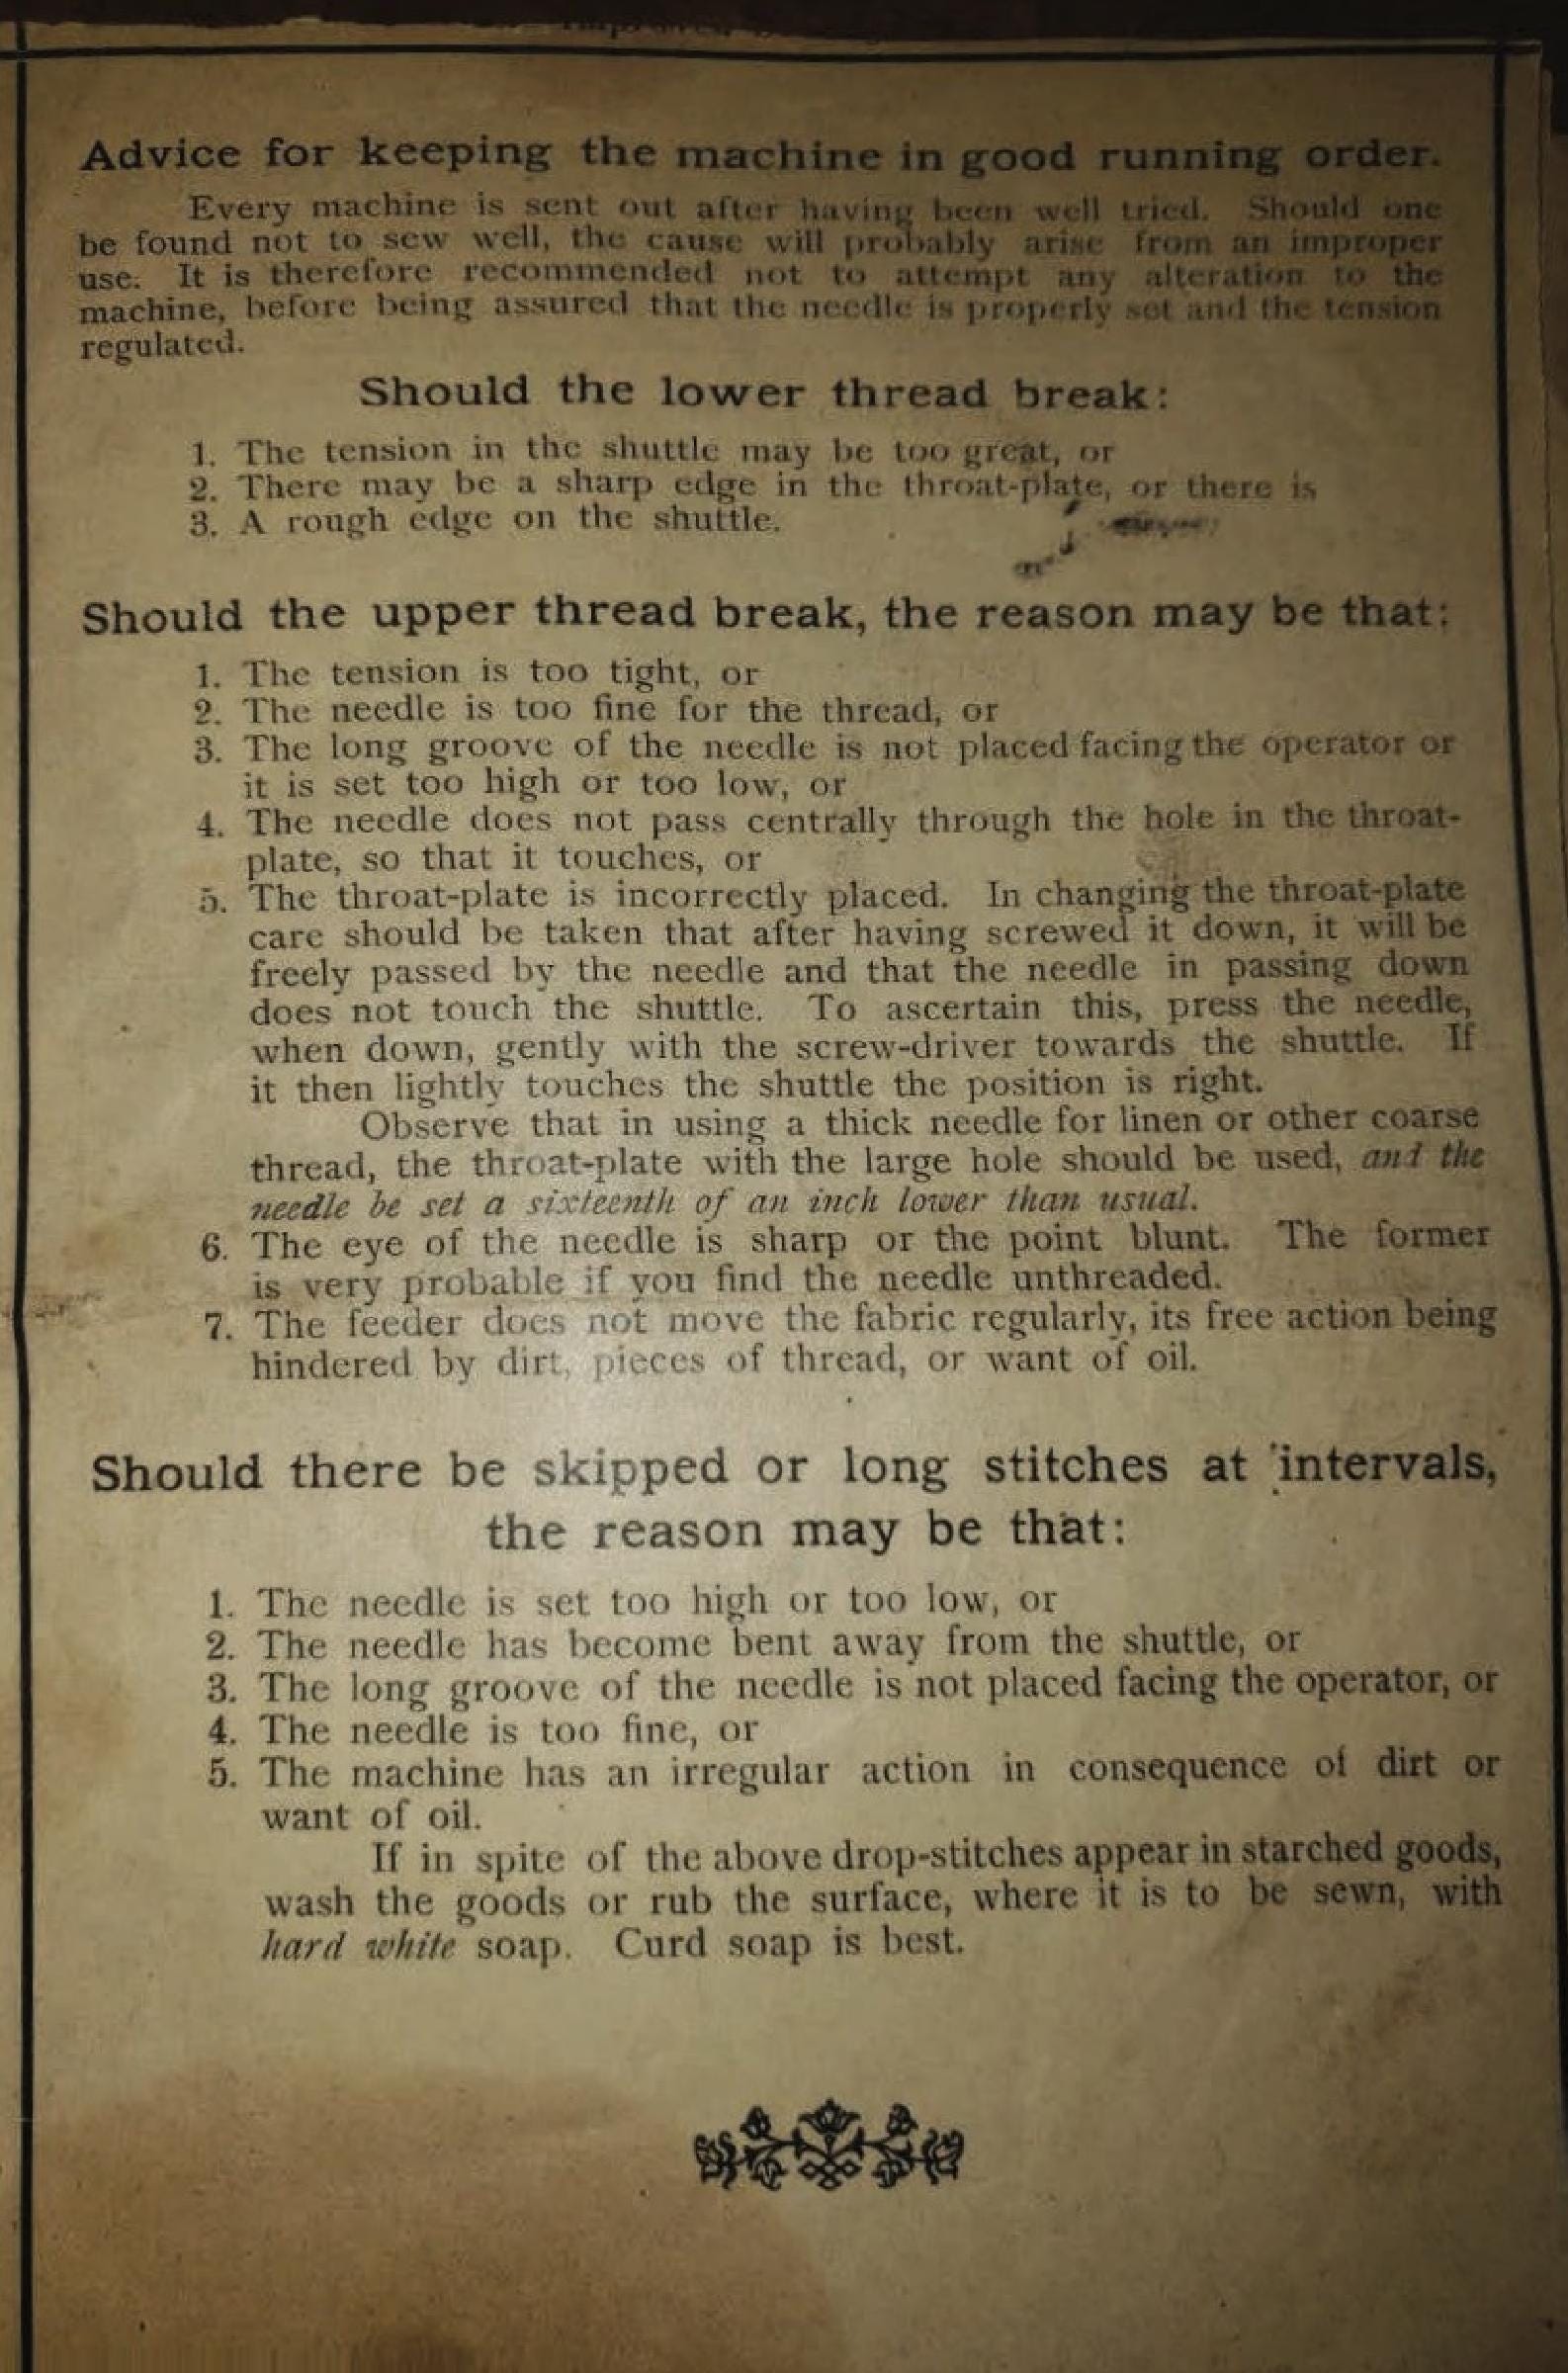 Advice for keeping the machine in good running order.
Every machine is sent out after having been well tried. Should one
be found not to sew well, the cause will probably arise from an improper
use. It is therefore recommended not to attempt any alteration to the
machine, before being assured that the needle is properly set and the tension
regulated.
Should the lower thread break:
1. The tension in the shuttle may be too great, or
2. There may be a sharp edge in the throat-plate, or there is
3. A rough edge on the shuttle.
Should the upper thread break, the reason may be that:
1. The tension is too tight, or
2. The needle is too fine for the thread, or
3. The long groove of the needle is not placed facing the operator or
it is set too high or too low, or
4. The needle does not pass centrally through the hole in the throat-
plate, so that it touches, or
5. The throat-plate is incorrectly placed. In changing the throat-plate
care should be taken that after having screwed it down, it will be
freely passed by the needle and that the needle in passing down
does not touch the shuttle. To ascertain this, press the needle,
when down, gently with the screw-driver towards the shuttle. If
it then lightly touches the shuttle the position is right.
Observe that in using a thick needle for linen or other coarse
thread, the throat-plate with the large hole should be used, and the
needle be set a sixteenth of an inch lower than usual.
6. The eye of the needle is sharp or the point blunt. The former
is very probable if you find the needle unthreaded.
7. The feeder does not move the fabric regularly, its free action being
hindered by dirt, pieces of thread, or want of oil.
Should there be skipped or long stitches at intervals,
the reason may be that:
1. The needle is set too high or too low, or
2. The needle has become bent away from the shuttle, or
3. The long groove of the needle is not placed facing the operator, or
4. The needle is too fine, or
5. The machine has an irregular action in consequence of dirt or
want of oil.
If in spite of the above drop-stitches appear in starched goods,
wash the goods or rub the surface, where it is to be sewn, with
hard white soap. Curd soap is best.